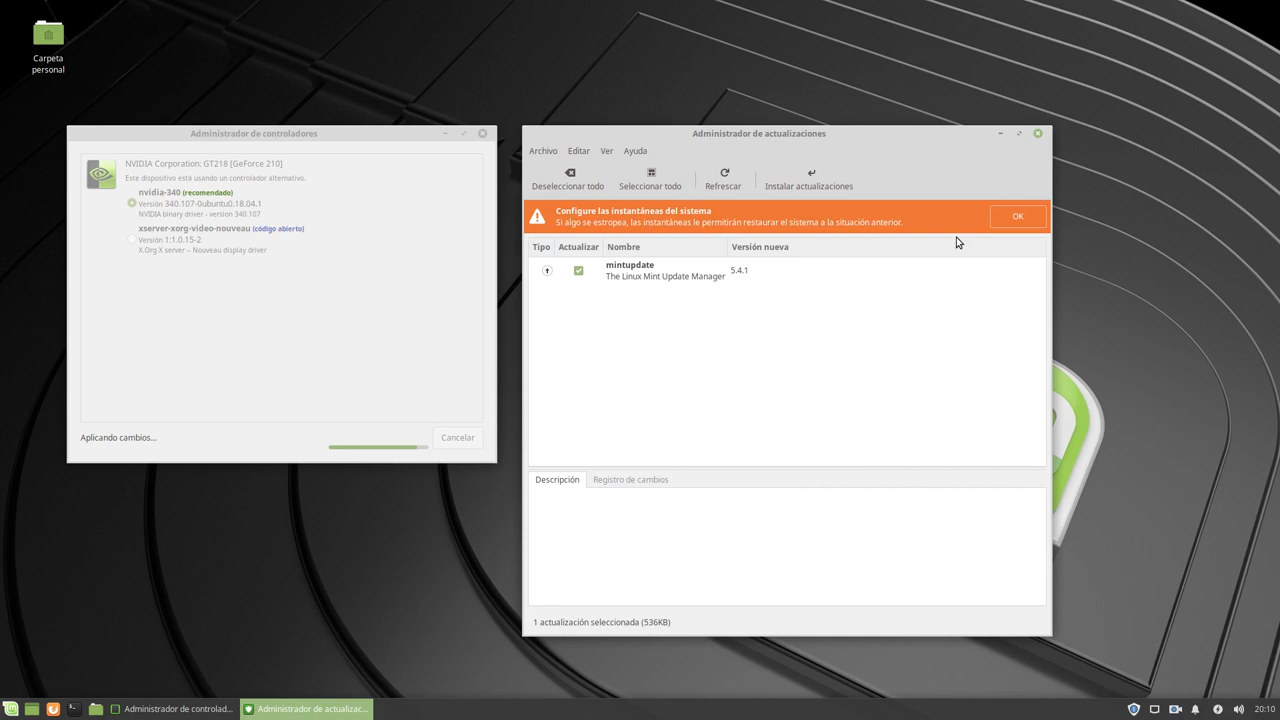 Carpeta
personal
Administrador de controladores
NVIDIA Corporation: GT218 [GeForce 210]
Este dispositivo está usando un controlador alternativo.
nvidia-340 (recomendado)
Versión 340.107-0ubuntu0.18.04.1
NVIDIA binary driver - version 340.107
xserver-xorg-video-nouveau (código abierto)
Versión 1:1.0.15-2
X.Org X server -- Nouveau display driver
Aplicando cambios...
Cancelar
Administrador de actualizaciones
Archivo Editar Ver Ayuda
Deseleccionar todo Seleccionar todo Refrescar Instalar actualizaciones
Configure las instantáneas del sistema
Si algo se estropea, las instantáneas le permitirán restaurar el sistema a la situación anterior.
OK
Tipo Actualizar Nombre Versión nueva
mintupdate
The Linux Mint Update Manager
5.4.1
Descripción Registro de cambios
1 actualización seleccionada (536KB)
Administrador de controlad... Administrador de actualizac... 20:10